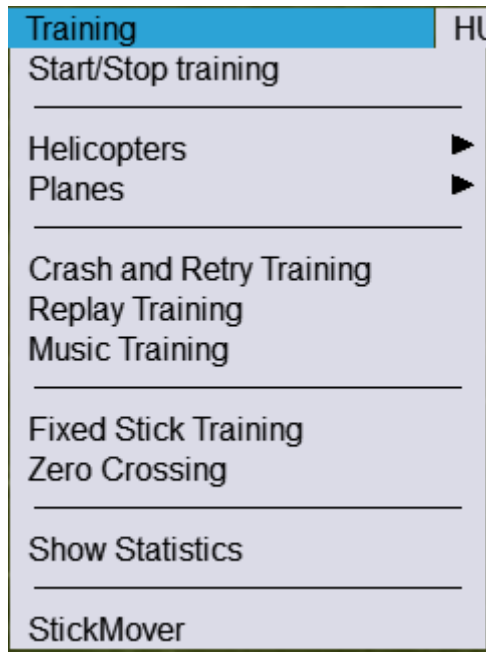 Training
HU
Start/Stop training
Helicopters
Planes
Crash and Retry Training
Replay Training
Music Training
Fixed Stick Training
Zero Crossing
Show Statistics
StickMover